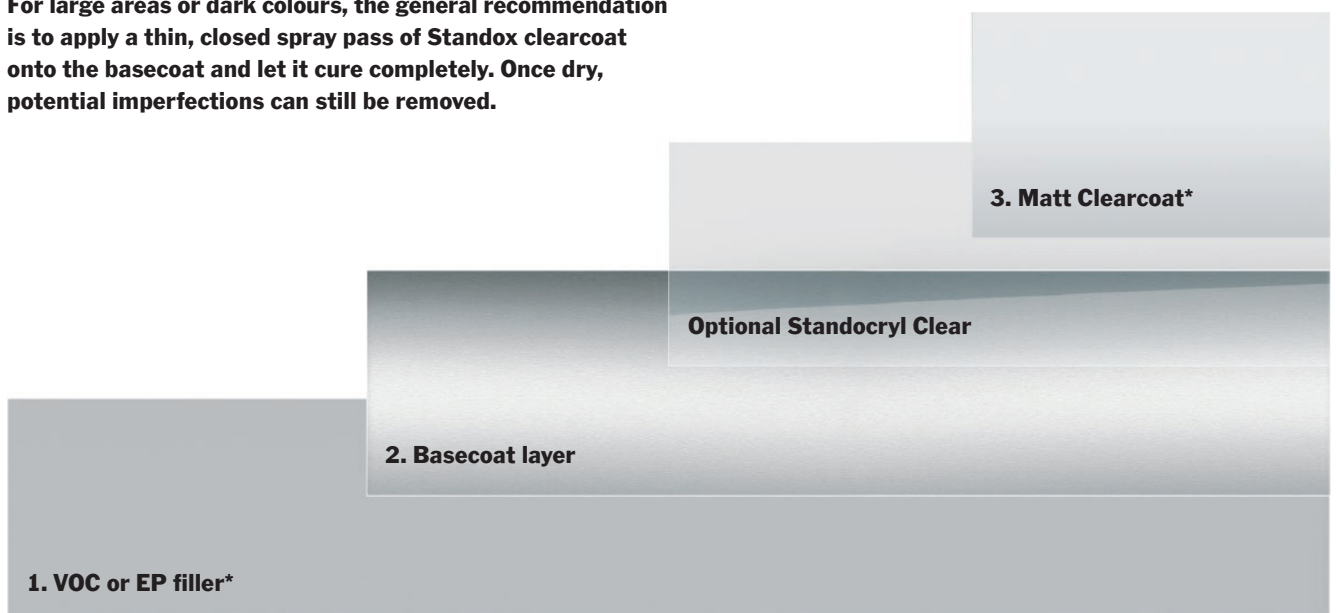 For large areas or dark colours, the general recommendation
is to apply a thin, closed spray pass of Standox clearcoat
onto the basecoat and let it cure completely. Once dry,
potential imperfections can still be removed.
3. Matt Clearcoat*
Optional Standocryl Clear
2. Basecoat layer
1. VOC or EP filler*